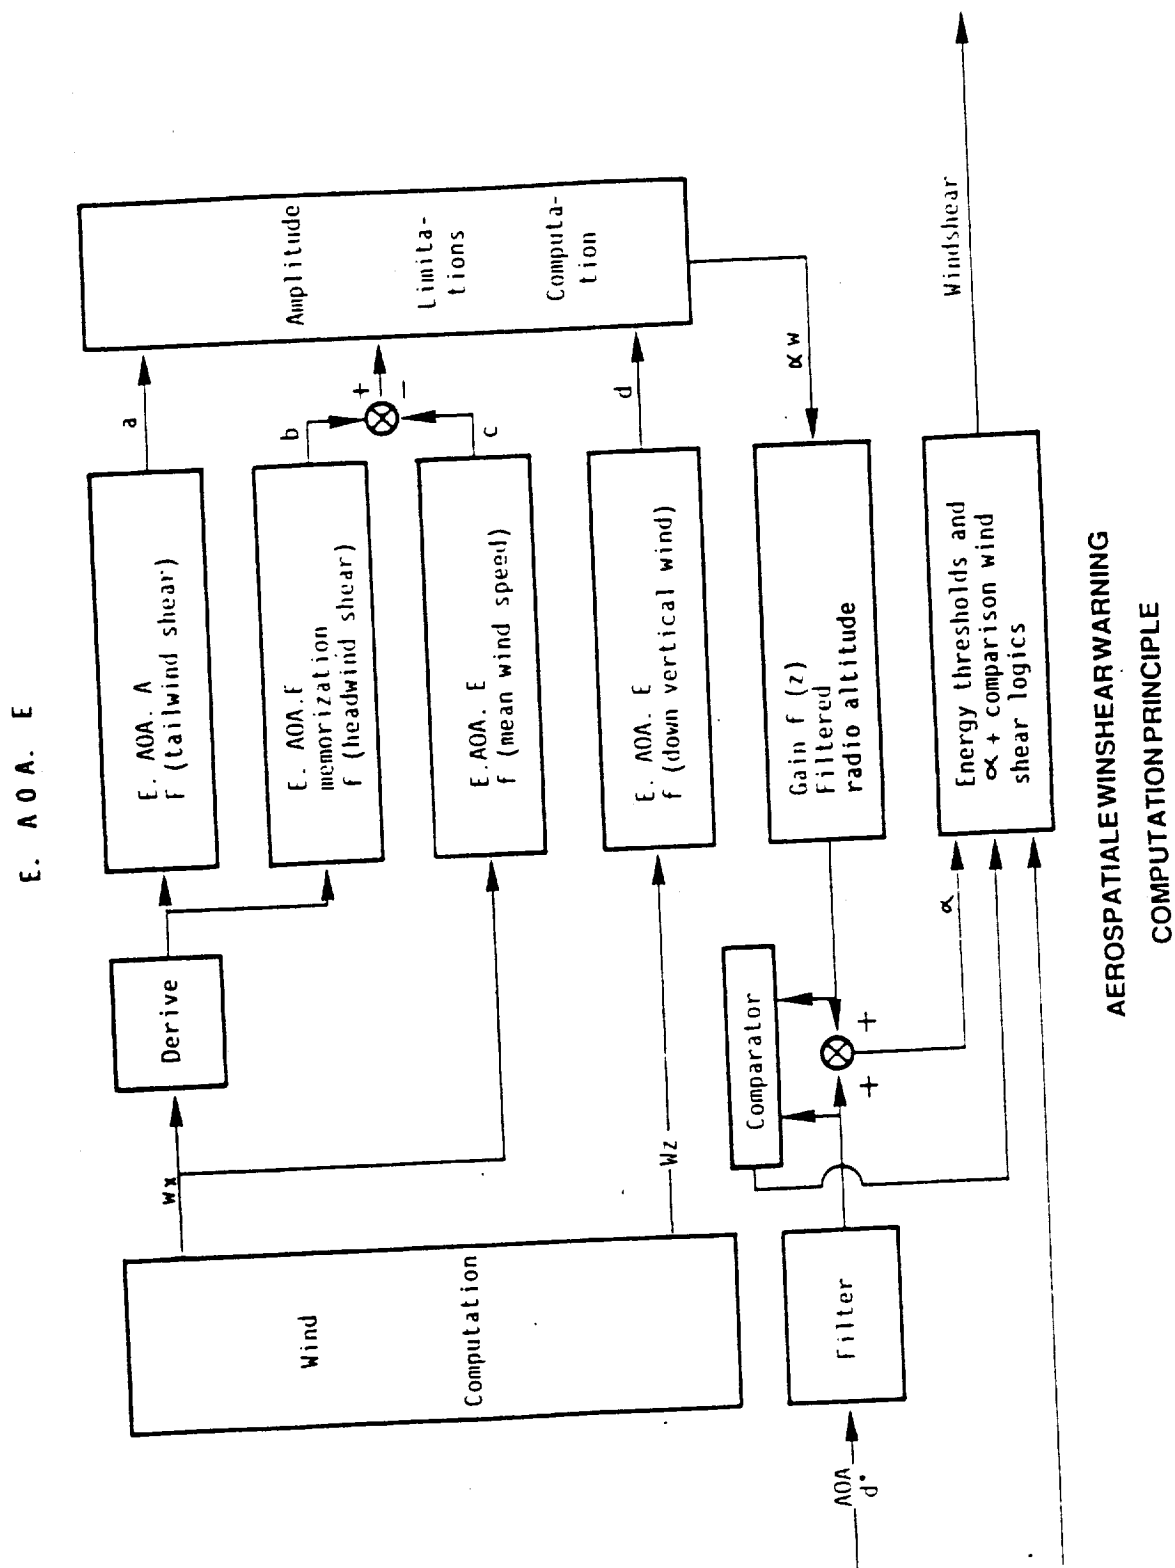 E. A O A. E
Wind
Computation
Wx
Wz
Derive
E. AOA. A
F (tailwind shear)
E. AOA.F
memorization
f (headwind shear)
E.AOA. E
f (mean wind speed)
E. AOA. E
f (down vertical wind)
a
b
c
d
+
−
Amplitude
Limita-
tions
Computa-
tion
αw
AOA
d°
Filter
Comparator
+
+
Gain f (z)
Filtered
radio altitude
α
Energy thresholds and
α + comparison wind
shear logics
Windshear
AEROSPATIALEWINSHEARWARNING
COMPUTATIONPRINCIPLE